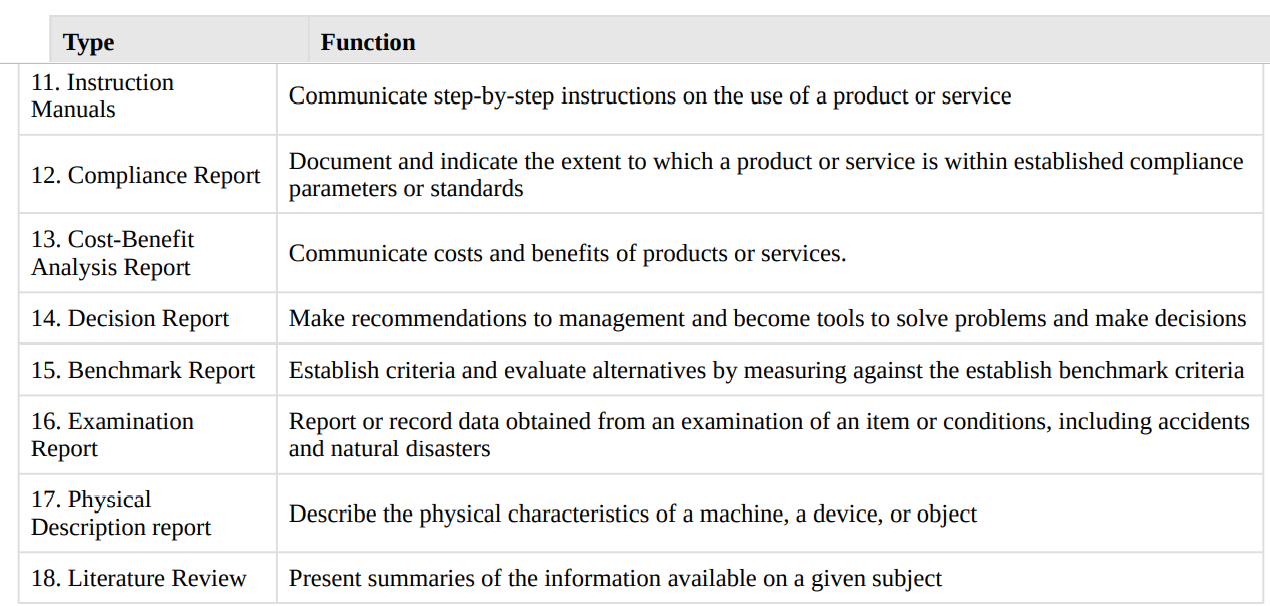 Type Function
11. Instruction
Manuals
Communicate step-by-step instructions on the use of a product or service
12. Compliance Report
Document and indicate the extent to which a product or service is within established compliance
parameters or standards
13. Cost-Benefit
Analysis Report
Communicate costs and benefits of products or services.
14. Decision Report
Make recommendations to management and become tools to solve problems and make decisions
15. Benchmark Report
Establish criteria and evaluate alternatives by measuring against the establish benchmark criteria
16. Examination
Report
Report or record data obtained from an examination of an item or conditions, including accidents
and natural disasters
17. Physical
Description report
Describe the physical characteristics of a machine, a device, or object
18. Literature Review
Present summaries of the information available on a given subject